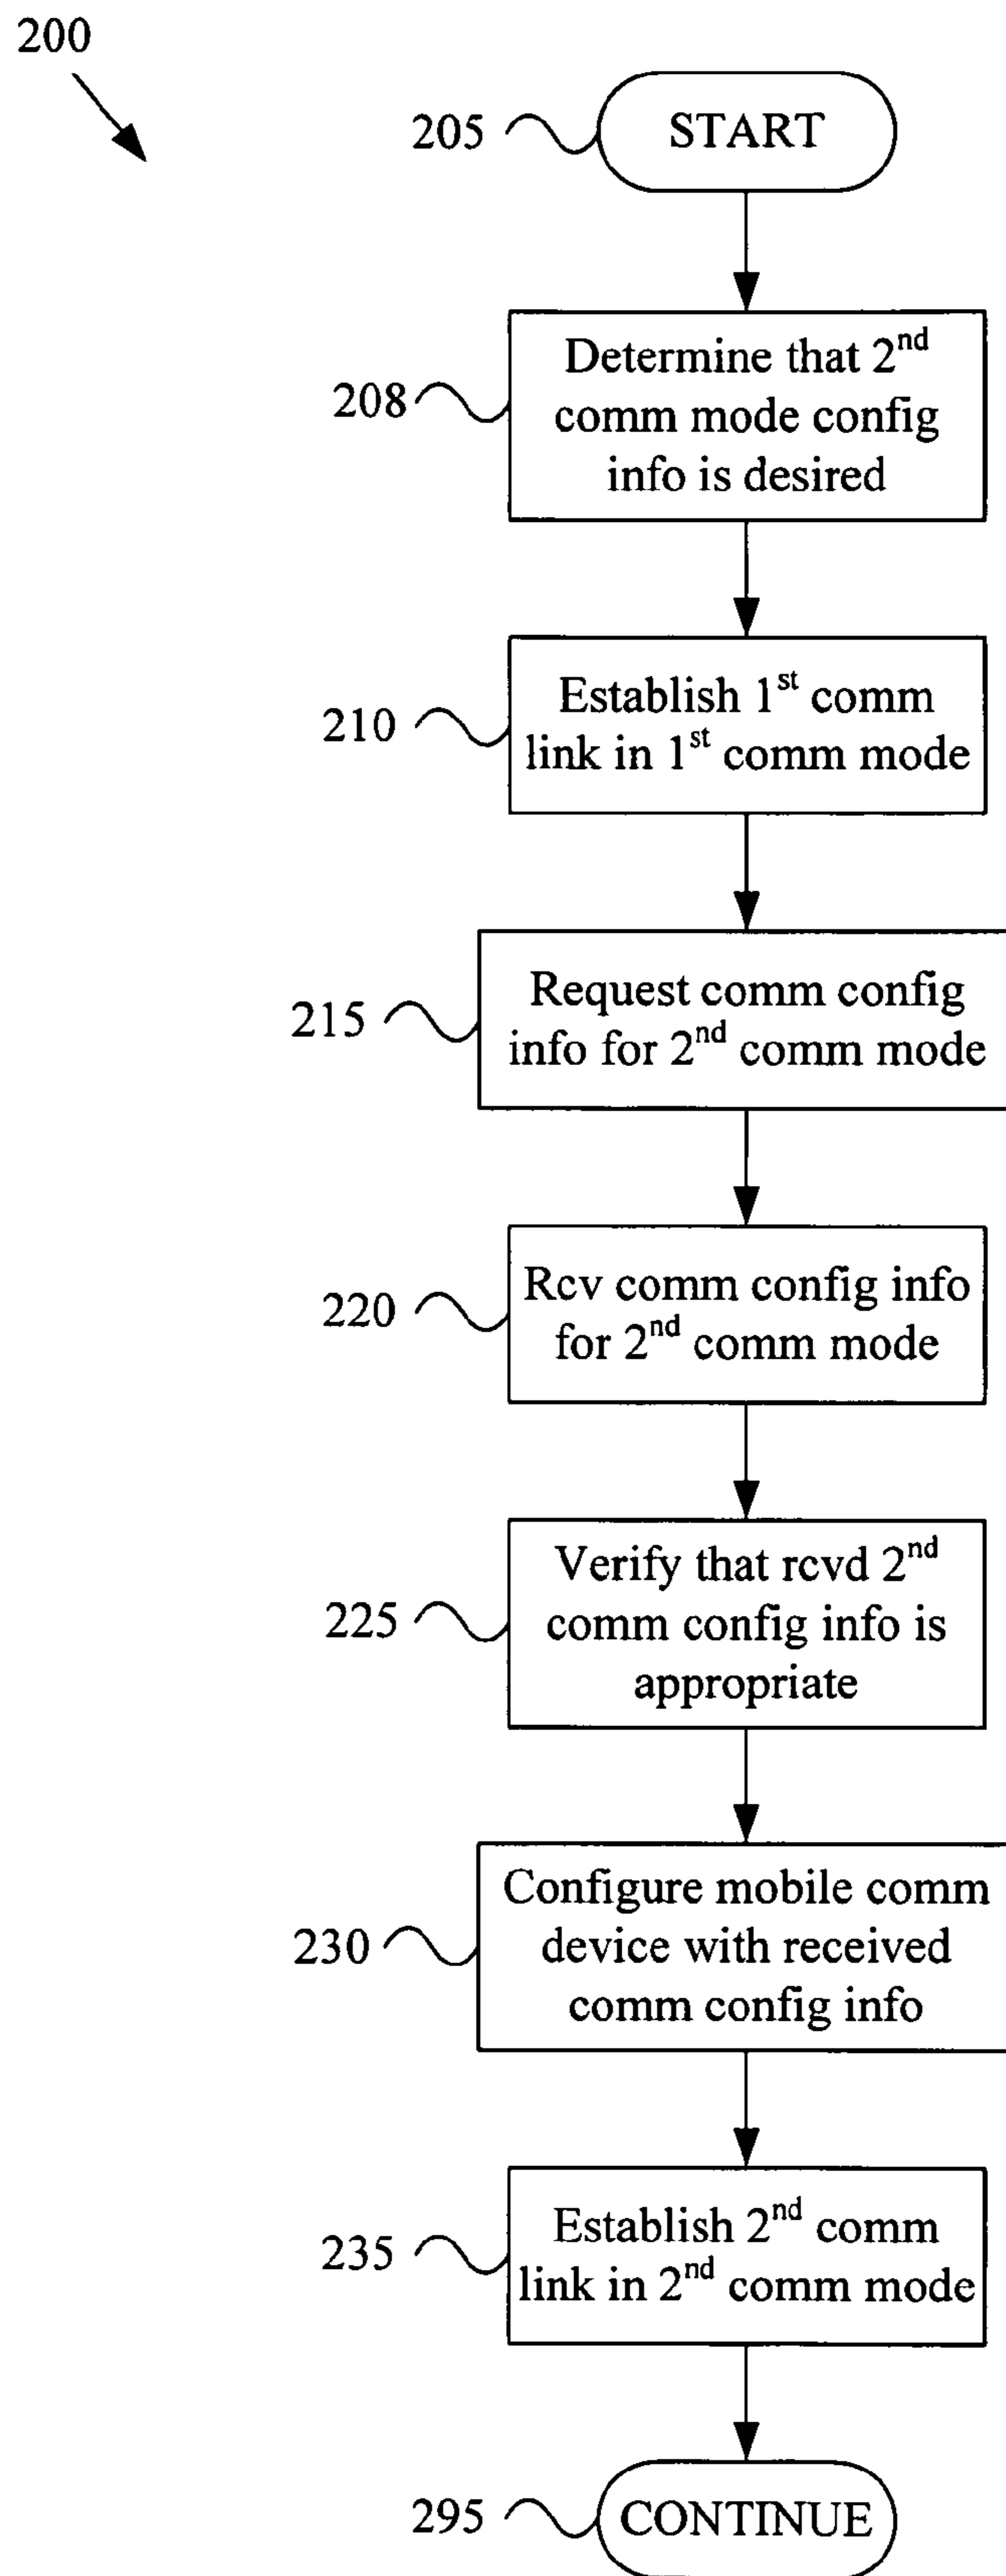 200
205
START
208
Determine that 2nd
comm mode config
info is desired
210
Establish 1st comm
link in 1st comm mode
215
Request comm config
info for 2nd comm mode
220
Rcv comm config info
for 2nd comm mode
225
Verify that rcvd 2nd
comm config info is
appropriate
230
Configure mobile comm
device with received
comm config info
235
Establish 2nd comm
link in 2nd comm mode
295
CONTINUE